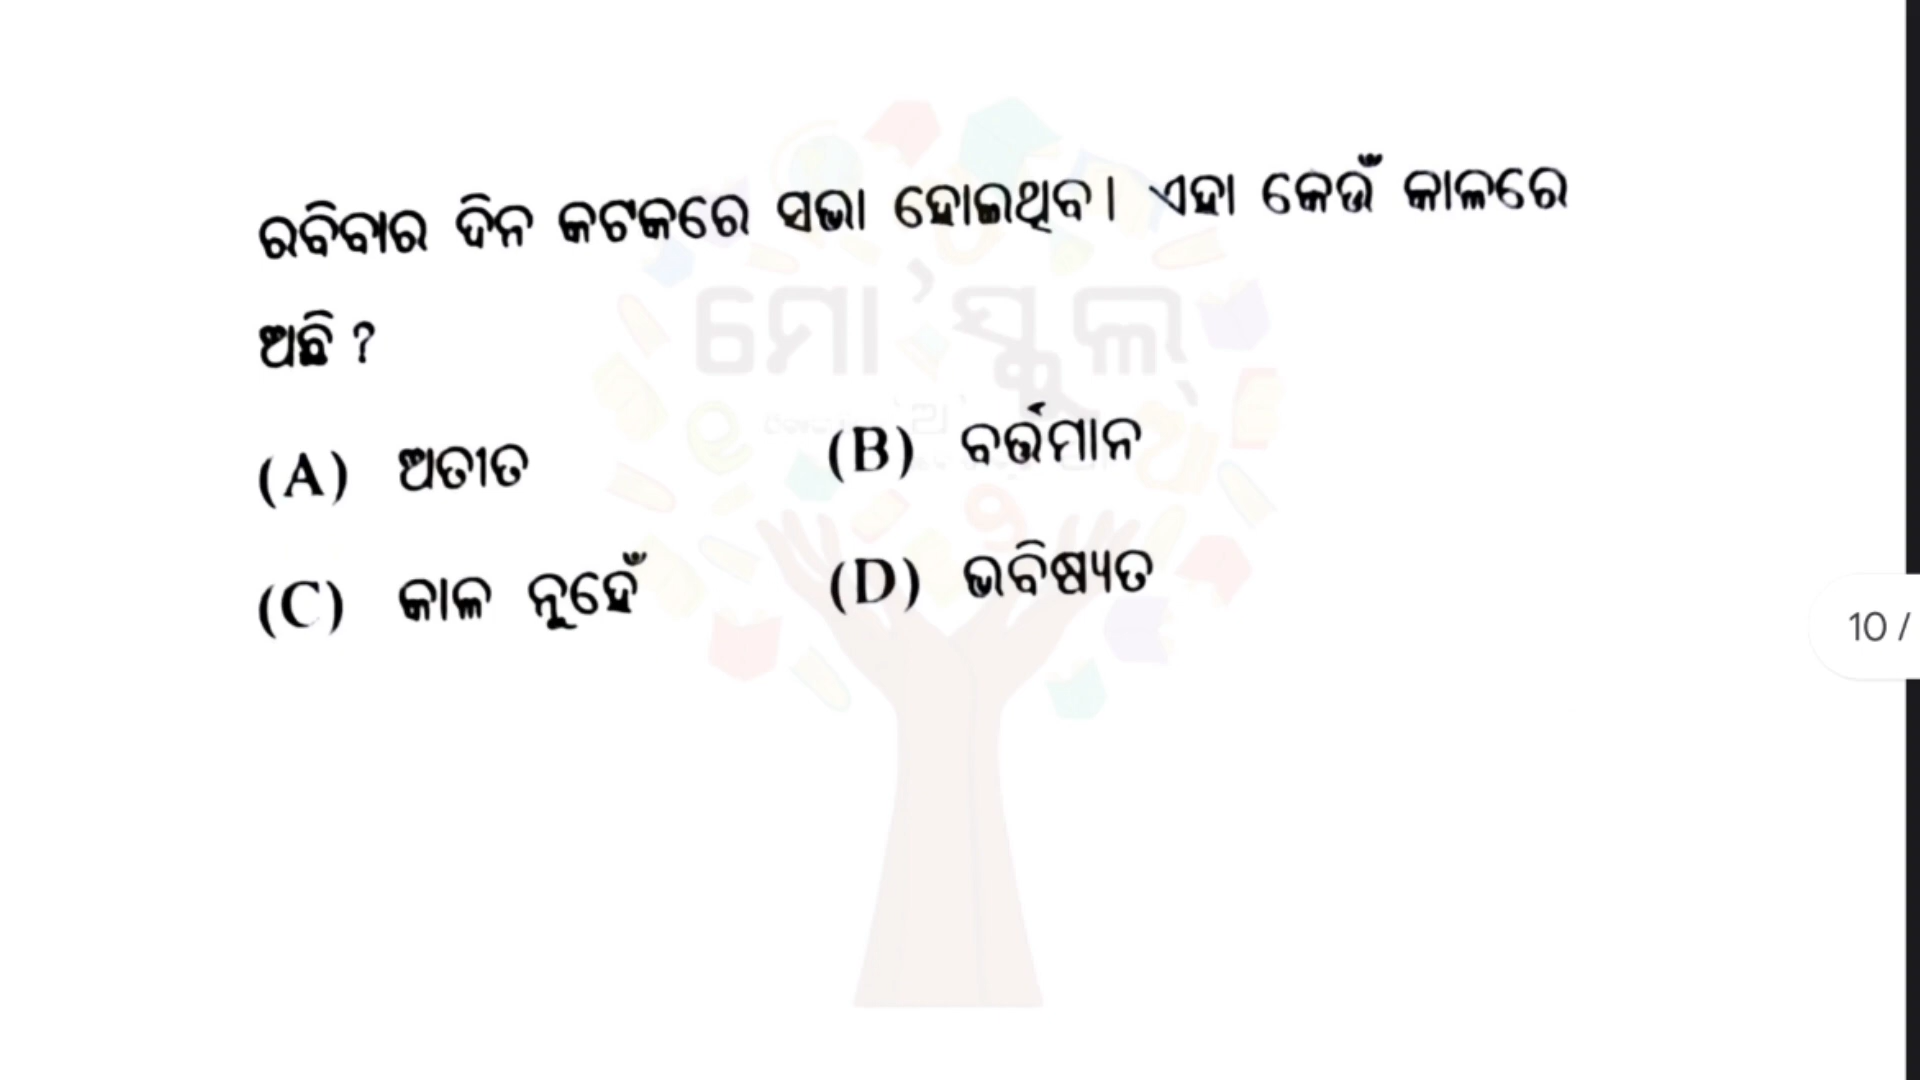 ରବିବାର ଦିନ କଟକରେ ସଭା ହୋଇଥିବ। ଏହା କେଉଁ କାଳରେ
ଅଛି ?
ମୋ'ସ୍କୁଲ୍
(A) ଅତୀତ (B) ବର୍ତ୍ତମାନ
(C) କାଳ ନୁହେଁ (D) ଭବିଷ୍ୟତ
10 /